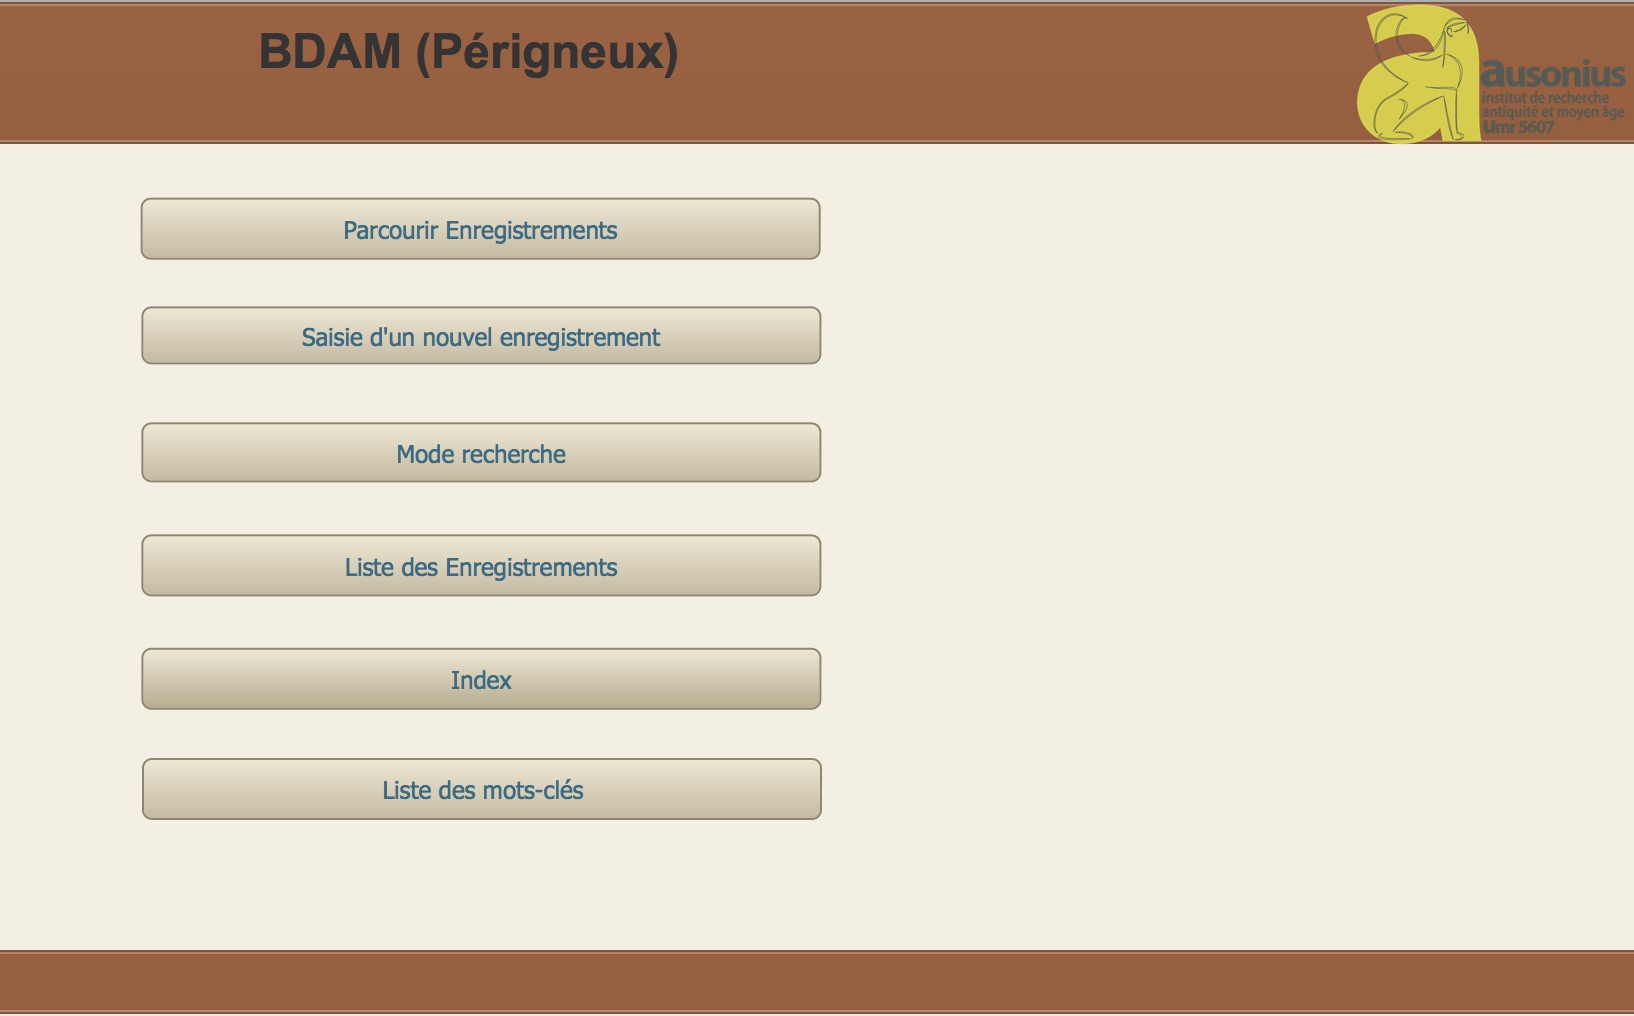 BDAM (Périgneux)
ausonius
institut de recherche
antiquité et moyen âge
Umr 5607
Parcourir Enregistrements
Saisie d'un nouvel enregistrement
Mode recherche
Liste des Enregistrements
Index
Liste des mots-clés